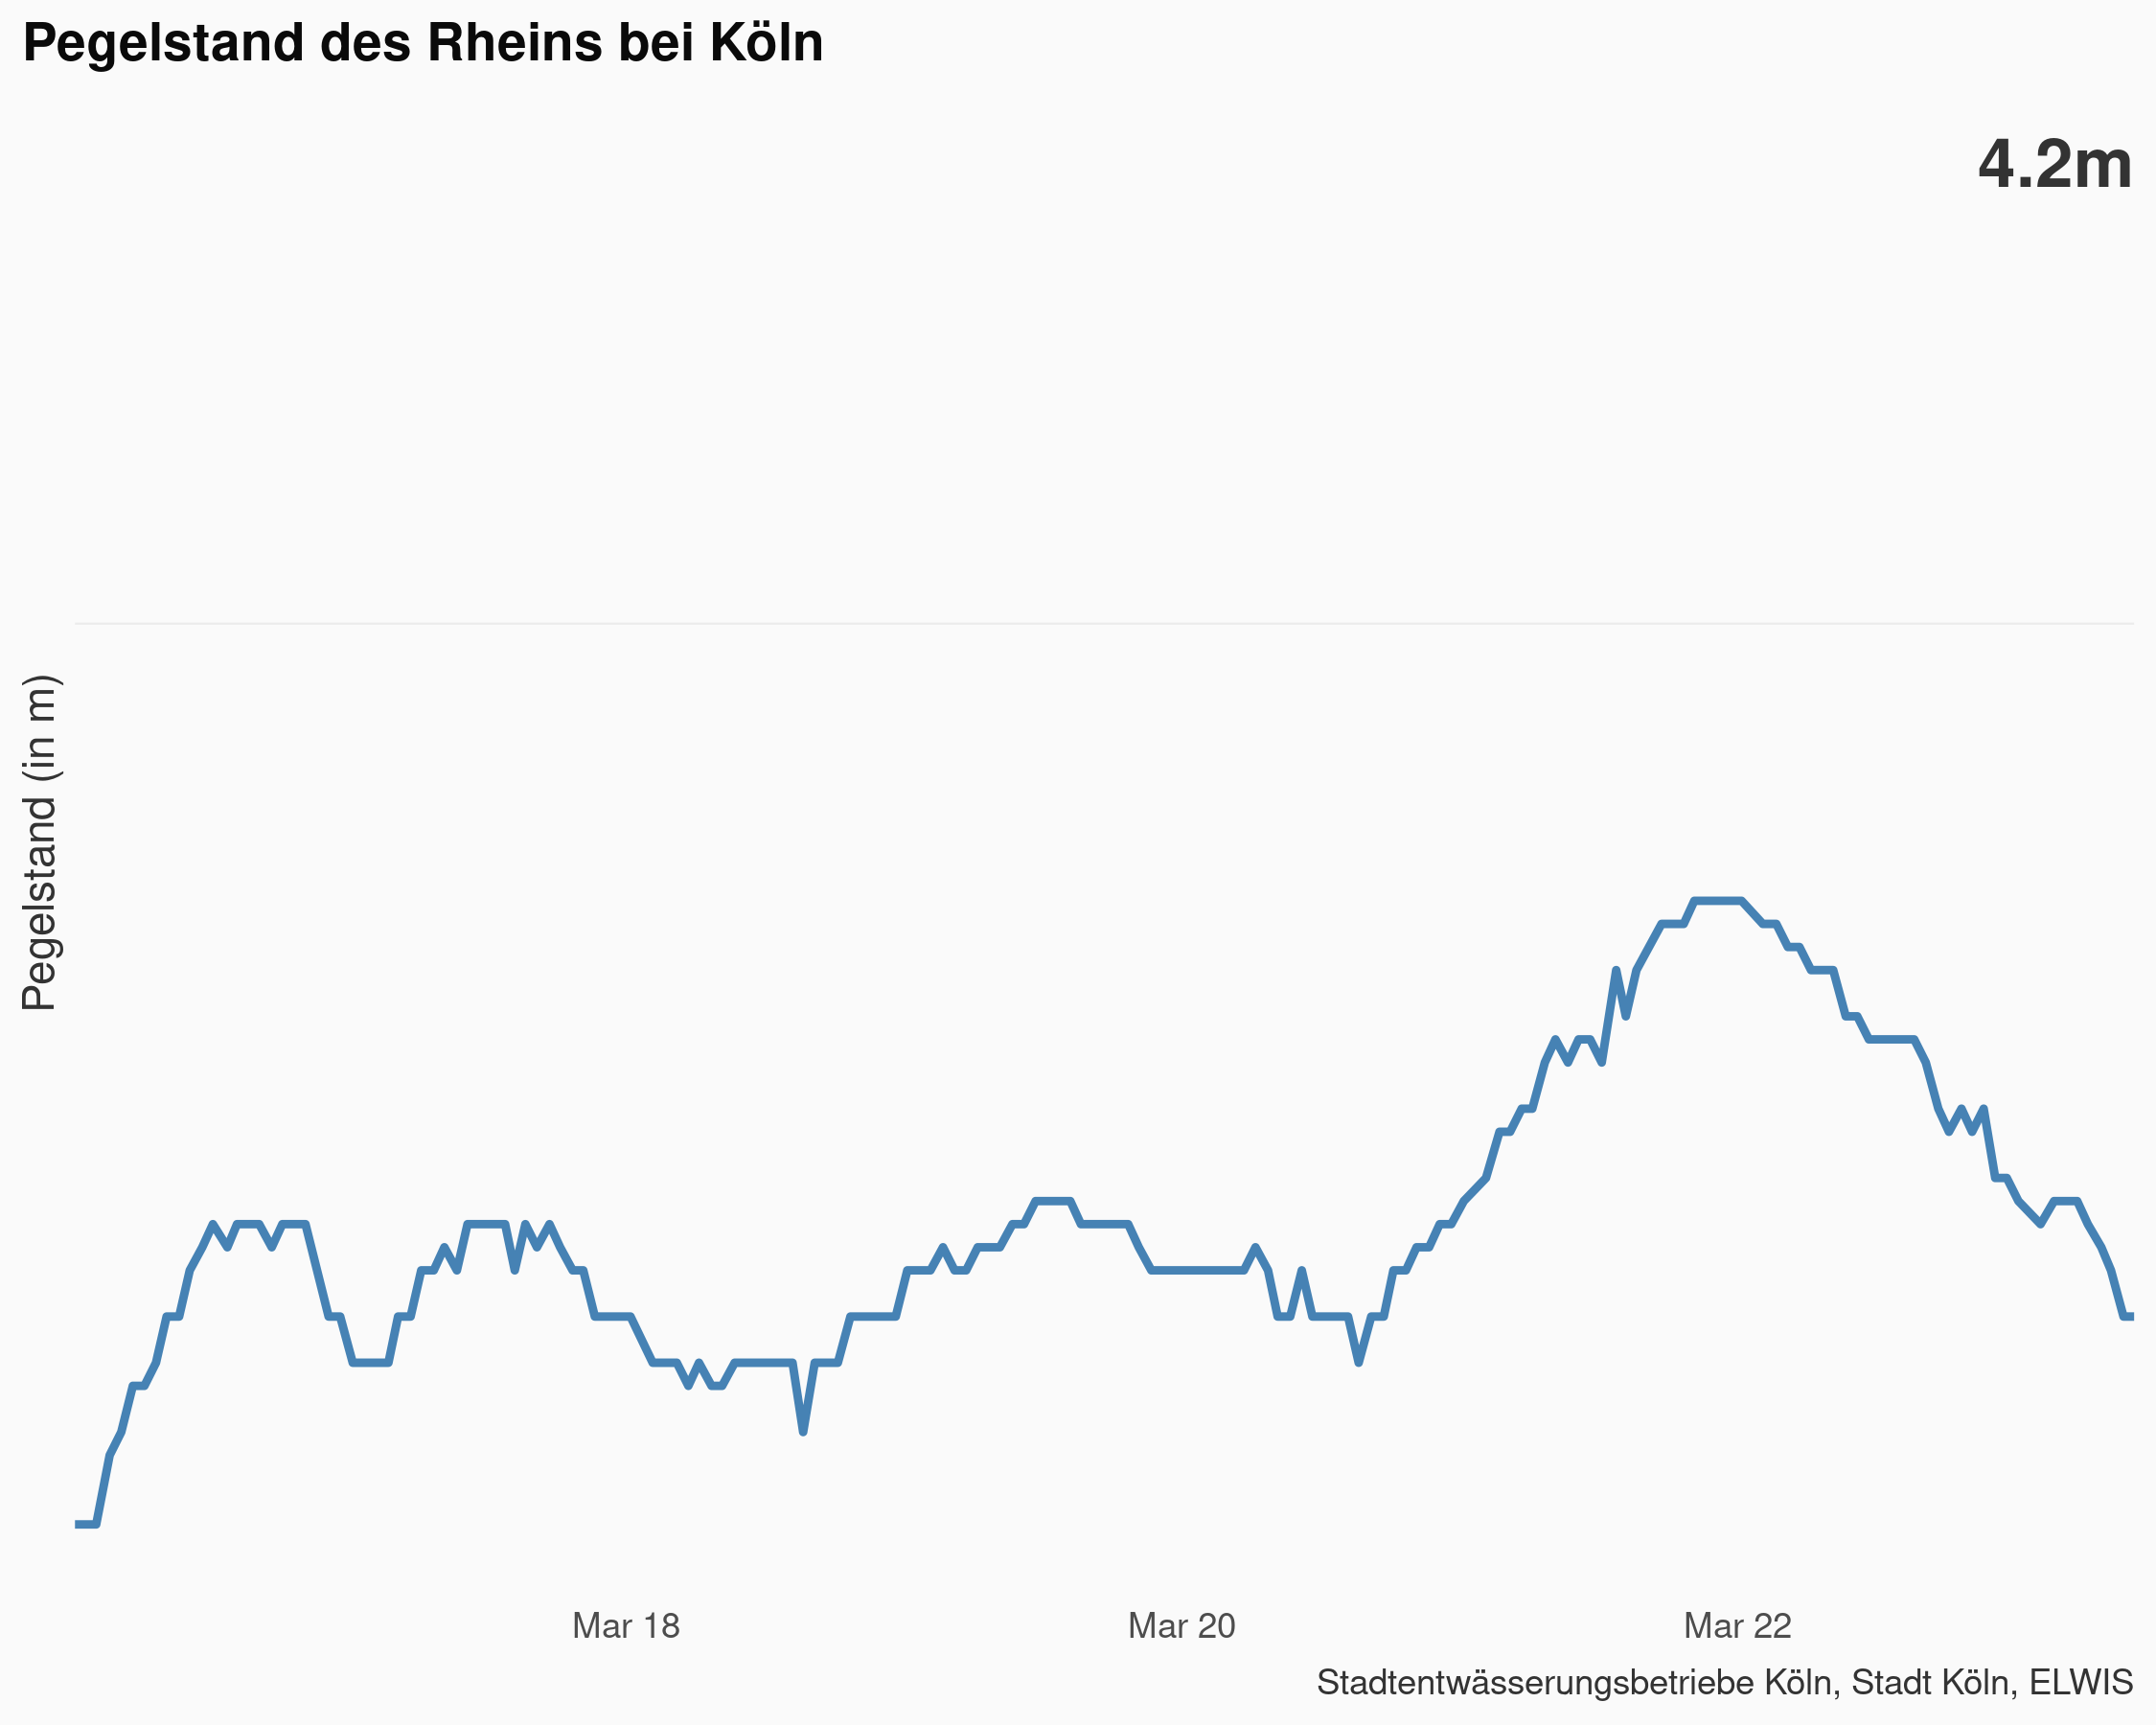 Pegelstand des Rheins bei Köln
4.2m
Pegelstand (in m)
Mar 18
Mar 20
Mar 22
Stadtentwässerungsbetriebe Köln, Stadt Köln, ELWIS